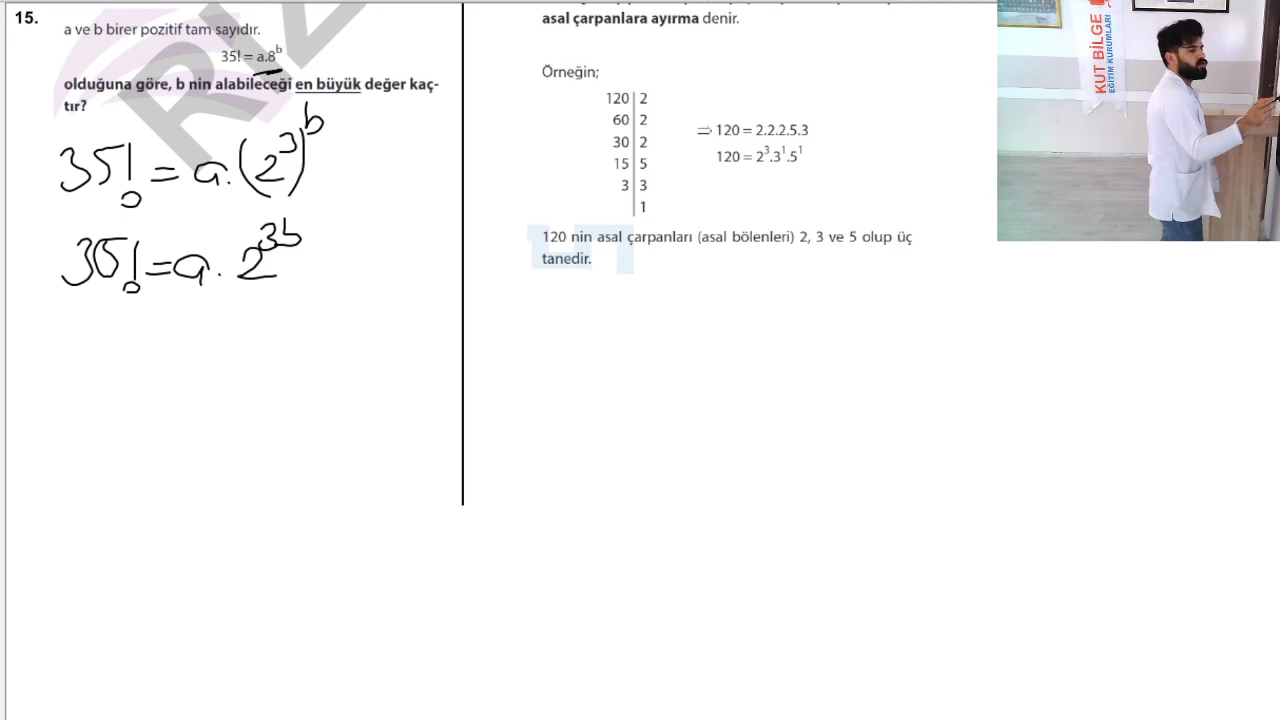 15.
a ve b birer pozitif tam sayıdır.
35! = a.8^b
olduğuna göre, b nin alabileceği en büyük değer kaç-
tır?
35! = a.(2^3)^b
35! = a.2^3b
asal çarpanlara ayırma denir.
Örneğin;
120 | 2
60 | 2
30 | 2
15 | 5
3 | 3
1
⇒ 120 = 2.2.2.5.3
120 = 2^3.3^1.5^1
120 nin asal çarpanları (asal bölenleri) 2, 3 ve 5 olup üç
tanedir.
KUT BİLGE
EĞİTİM KURUMLARI